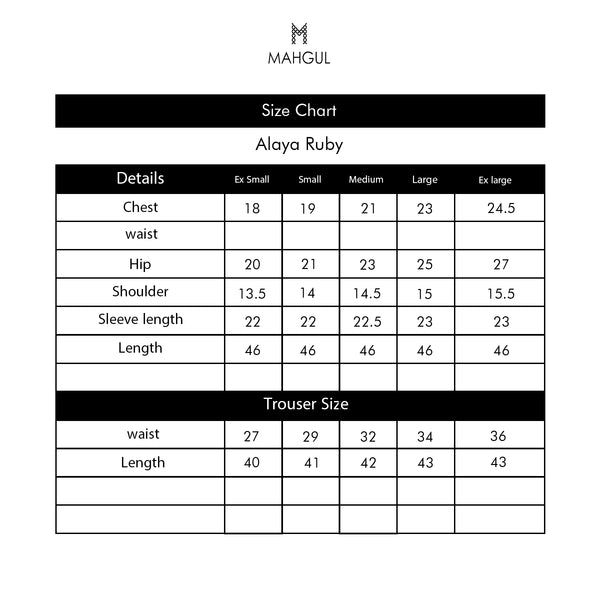 MAHGUL
Size Chart
Alaya Ruby
Details Ex Small Small Medium Large Ex large
Chest 18 19 21 23 24.5
waist
Hip 20 21 23 25 27
Shoulder 13.5 14 14.5 15 15.5
Sleeve length 22 22 22.5 23 23
Length 46 46 46 46 46
Trouser Size
waist 27 29 32 34 36
Length 40 41 42 43 43